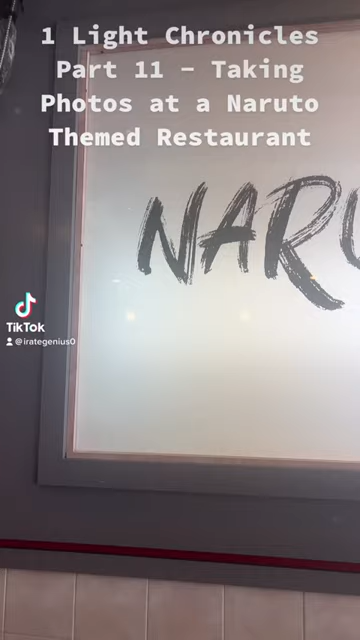 1 Light Chronicles
Part 11 - Taking
Photos at a Naruto
Themed Restaurant
NARU
TikTok
@irategenius0